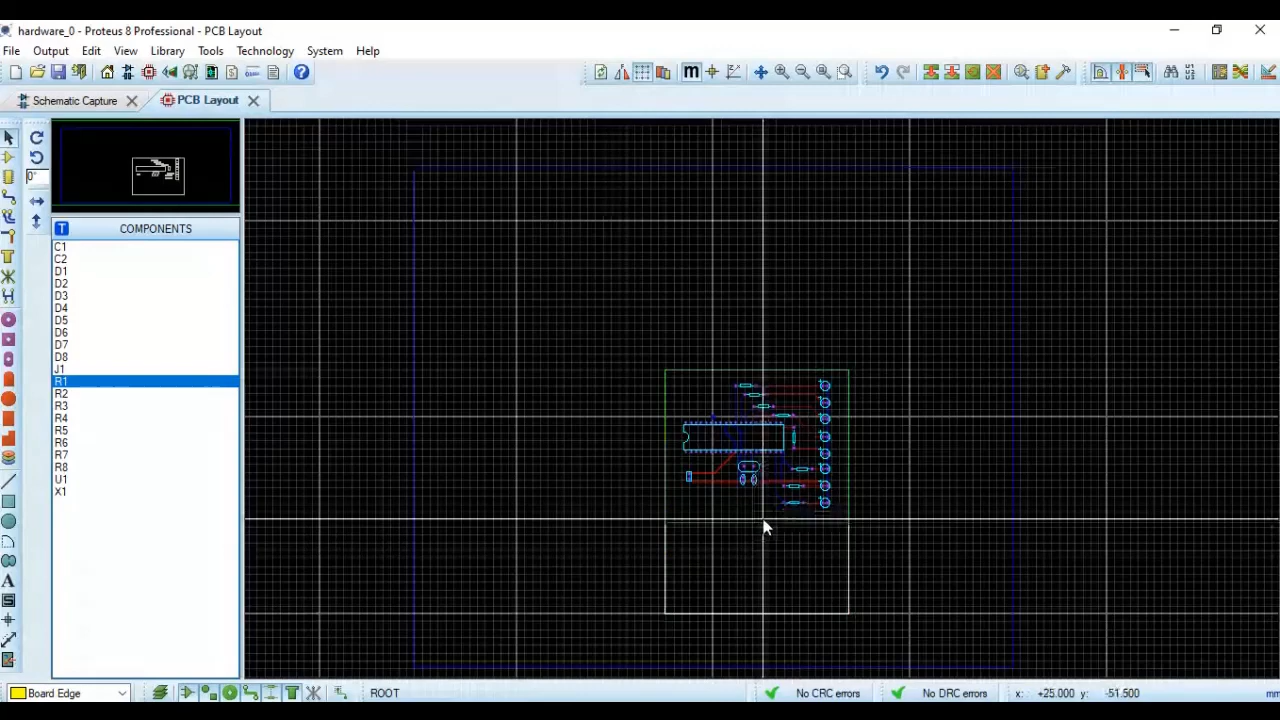 hardware_0 - Proteus 8 Professional - PCB Layout
File Output Edit View Library Tools Technology System Help
Schematic Capture PCB Layout
0°
T COMPONENTS
C1
C2
D1
D2
D3
D4
D5
D6
D7
D8
J1
R1
R2
R3
R4
R5
R6
R7
R8
U1
X1
Board Edge ROOT No CRC errors No DRC errors x: +25.000 y: -51.500 mm